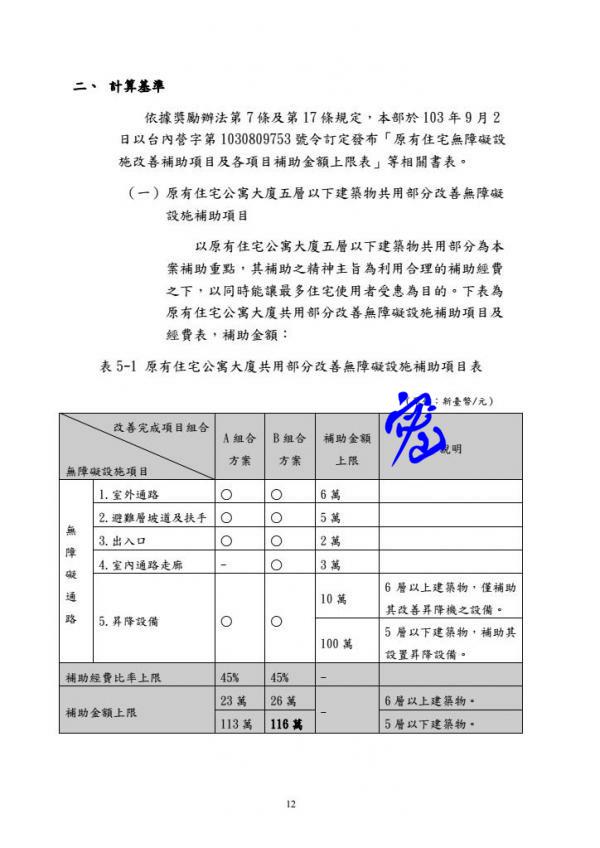 二、 計算基準
依據獎勵辦法第 7 條及第 17 條規定，本部於 103 年 9 月 2
日以台內營字第 1030809753 號令訂定發布「原有住宅無障礙設
施改善補助項目及各項目補助金額上限表」等相關書表。
（一）原有住宅公寓大廈五層以下建築物共用部分改善無障礙
設施補助項目
以原有住宅公寓大廈五層以下建築物共用部分為本
案補助重點，其補助之精神主旨為利用合理的補助經費
之下，以同時能讓最多住宅使用者受惠為目的。下表為
原有住宅公寓大廈共用部分改善無障礙設施補助項目及
經費表，補助金額：
表 5-1 原有住宅公寓大廈共用部分改善無障礙設施補助項目表
：新臺幣/元）
改善完成項目組合
無障礙設施項目
A 組合
方案
B 組合
方案
補助金額
上限
說明
無障礙通路
1.室外通路 ○ ○ 6 萬
2.避難層坡道及扶手 ○ ○ 5 萬
3.出入口 ○ ○ 2 萬
4.室內通路走廊 - ○ 3 萬
5.昇降設備 ○ ○
10 萬
6 層以上建築物，僅補助
其改善昇降機之設備。
100 萬
5 層以下建築物，補助其
設置昇降設備。
補助經費比率上限 45% 45% -
補助金額上限
23 萬 26 萬 - 6 層以上建築物。
113 萬 116 萬 5 層以下建築物。
12